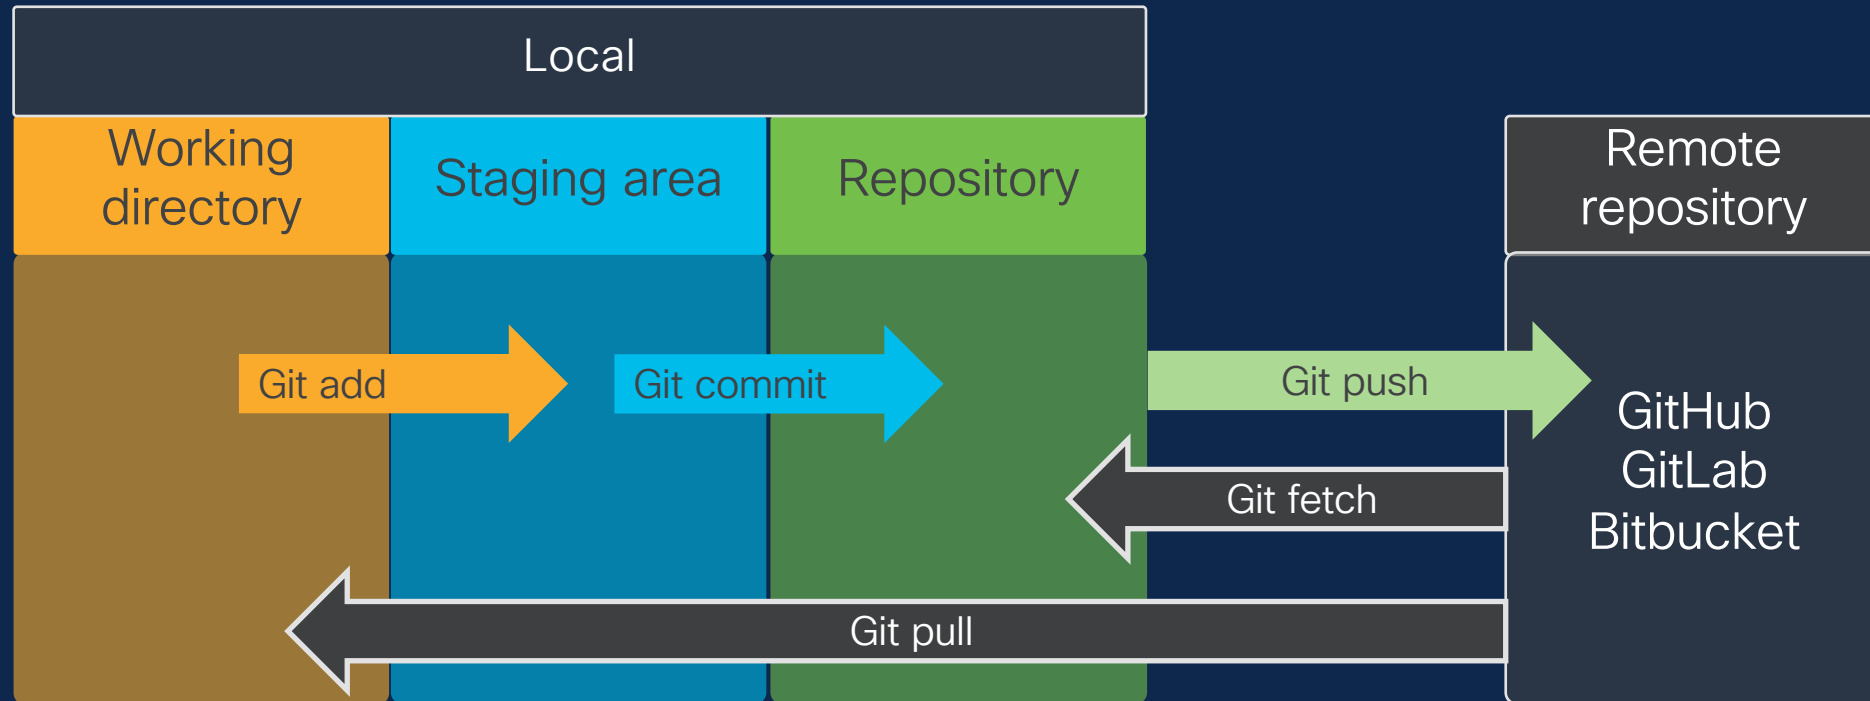 Local
Working
directory
Staging area
Repository
Remote
repository
Git add
Git commit
Git push
GitHub
GitLab
Bitbucket
Git fetch
Git pull